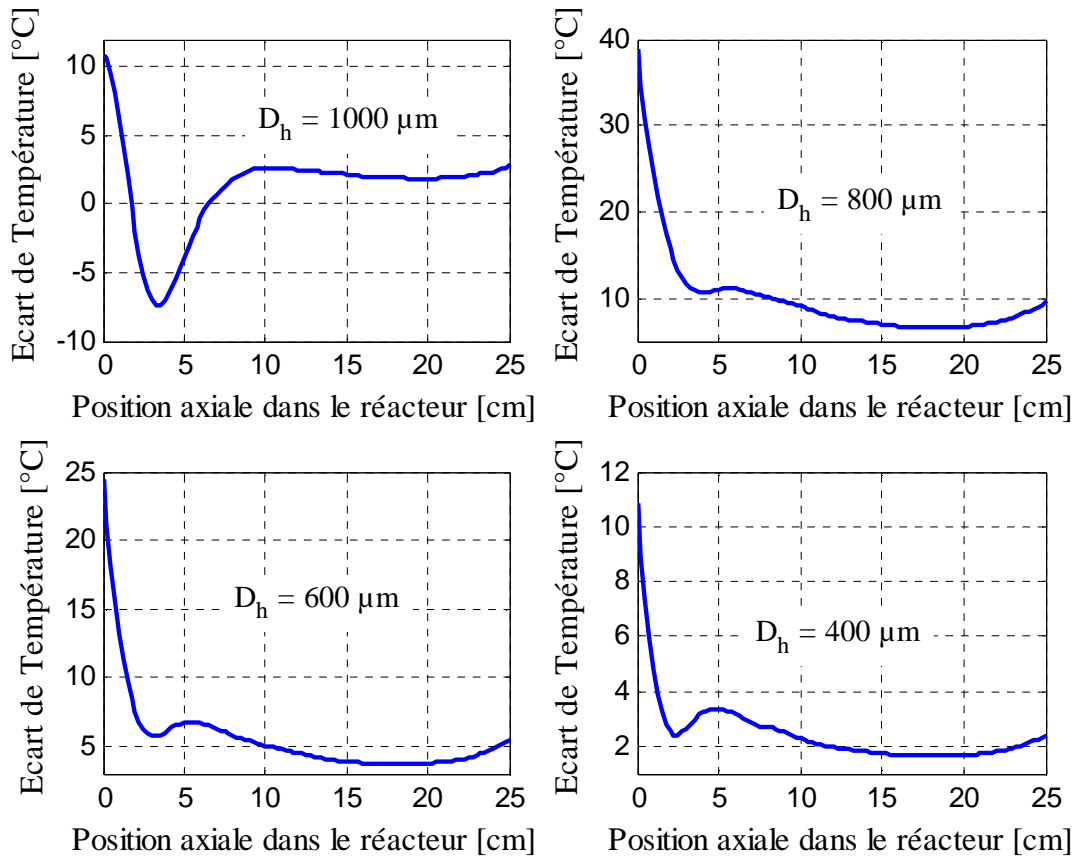 Ecart de Température [°C]
10
5
0
-5
-10
D_h = 1000 µm
0 5 10 15 20 25
Position axiale dans le réacteur [cm]
Ecart de Température [°C]
40
30
20
10
D_h = 800 µm
0 5 10 15 20 25
Position axiale dans le réacteur [cm]
Ecart de Température [°C]
25
20
15
10
5
D_h = 600 µm
0 5 10 15 20 25
Position axiale dans le réacteur [cm]
Ecart de Température [°C]
12
10
8
6
4
2
D_h = 400 µm
0 5 10 15 20 25
Position axiale dans le réacteur [cm]